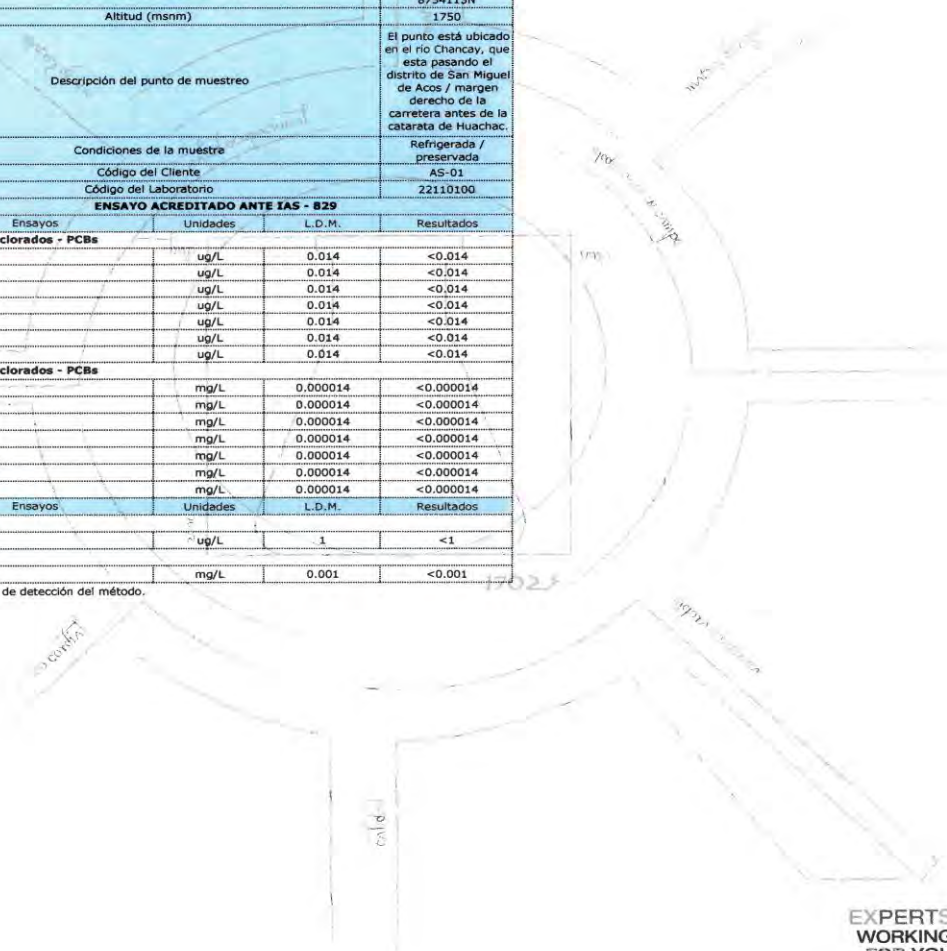 8754113N
Altitud (msnm) 1750
Descripción del punto de muestreo
El punto está ubicado
en el río Chancay, que
esta pasando el
distrito de San Miguel
de Acos / margen
derecho de la
carretera antes de la
catarata de Huachac.
Condiciones de la muestra
Refrigerada /
preservada
Código del Cliente AS-01
Código del Laboratorio 22110100
ENSAYO ACREDITADO ANTE IAS - 829
Ensayos Unidades L.D.M. Resultados
clorados - PCBs
ug/L 0.014 <0.014
ug/L 0.014 <0.014
ug/L 0.014 <0.014
ug/L 0.014 <0.014
ug/L 0.014 <0.014
ug/L 0.014 <0.014
ug/L 0.014 <0.014
clorados - PCBs
mg/L 0.000014 <0.000014
mg/L 0.000014 <0.000014
mg/L 0.000014 <0.000014
mg/L 0.000014 <0.000014
mg/L 0.000014 <0.000014
mg/L 0.000014 <0.000014
mg/L 0.000014 <0.000014
Ensayos Unidades L.D.M. Resultados
ug/L 1 <1
mg/L 0.001 <0.001
de detección del método.
EXPERTS
WORKING
FOR YOU